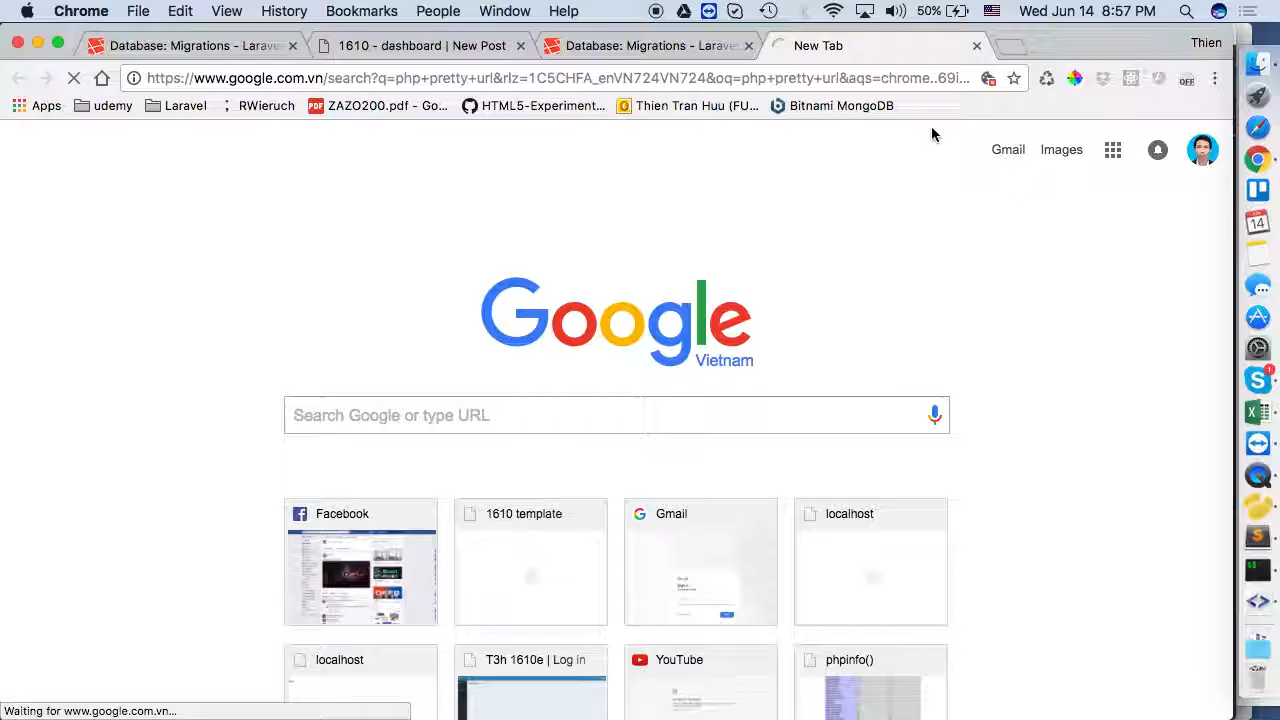 Chrome File Edit View History Bookmarks People Window Help 50% Wed Jun 14 8:57 PM
Database: Migrations - Larave 1610 - dashboard | New Post Database: Migrations - Larave New Tab Thien
https://www.google.com.vn/search?q=php+pretty+url&rlz=1C5CHFA_enVN724VN724&oq=php+pretty+url&aqs=chrome..69i... OFF
Apps udemy Laravel RWieruch PDF ZAZO200.pdf - Go... HTML5-Experiment... Thien Tran Huu (FU... Bitnami MongoDB
Gmail Images
14
Google
Vietnam
Search Google or type URL
1
Facebook 1610 template Gmail localhost
localhost T3h 1610e | Log in YouTube phpinfo()
Waiting for www.google.com.vn...